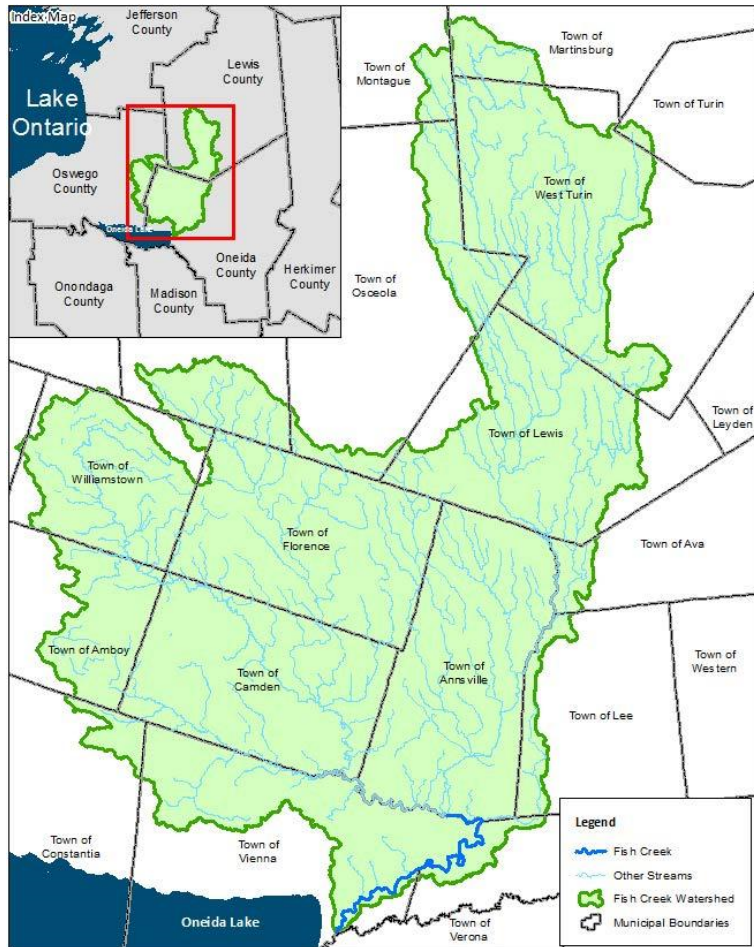 Index Map
Jefferson
County
Lewis
County
Lake
Ontario
Oswego
Countty
Oneida Lake
Oneida
County
Onondaga
County
Madison
County
Herkimer
County
Town of
Martinsburg
Town of
Montague
Town of Turin
Town of
West Turin
Town of
Osceola
Town of
Leyden
Town of Lewis
Town of
Williamstown
Town of
Florence
Town of Ava
Town of Amboy
Town of
Camden
Town of
Annsville
Town of
Western
Town of Lee
Town of
Constantia
Town of
Vienna
Oneida Lake
Town of
Verona
Legend
Fish Creek
Other Streams
Fish Creek Watershed
Municipal Boundaries